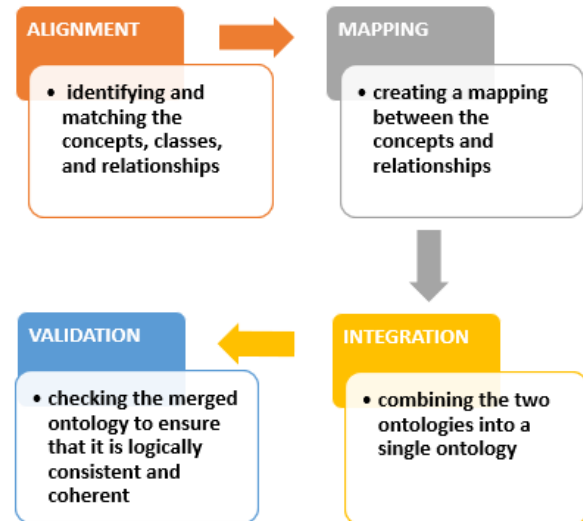 ALIGNMENT
• identifying and
matching the
concepts, classes,
and relationships
MAPPING
• creating a mapping
between the
concepts and
relationships
INTEGRATION
• combining the two
ontologies into a
single ontology
VALIDATION
• checking the merged
ontology to ensure
that it is logically
consistent and
coherent